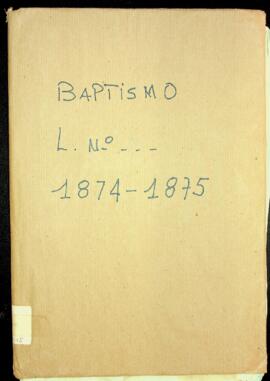 BAPTISMO
L. Nº ---
1874-1875